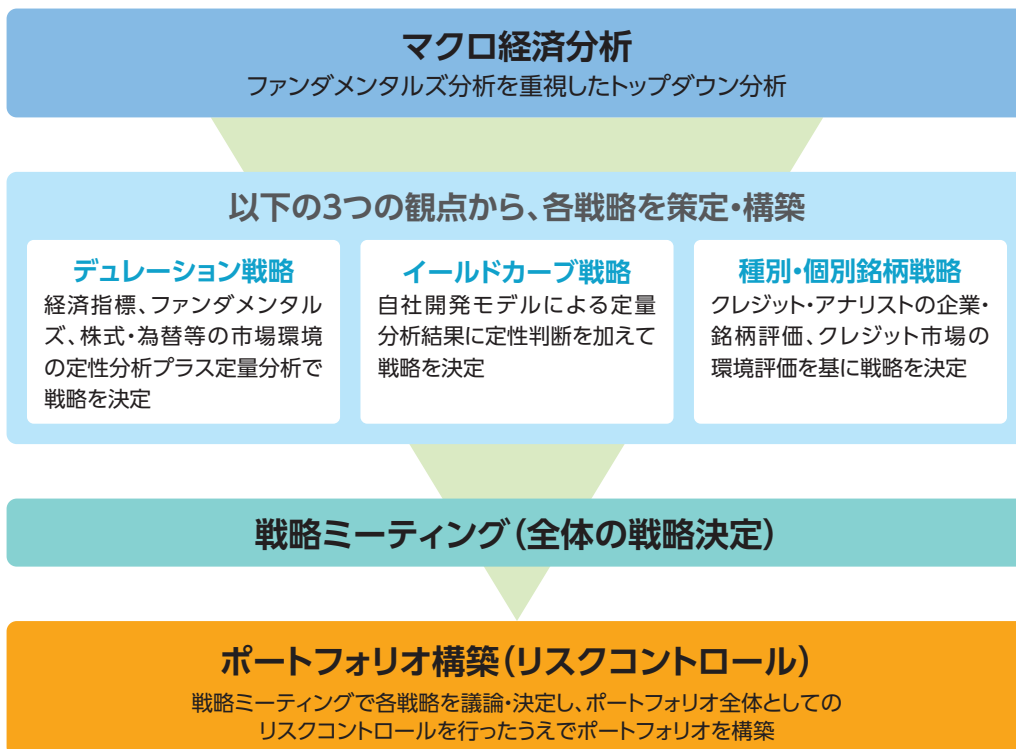 マクロ経済分析
ファンダメンタルズ分析を重視したトップダウン分析
以下の3つの観点から、各戦略を策定・構築
デュレーション戦略
経済指標、ファンダメンタル
ズ、株式・為替等の市場環境
の定性分析プラス定量分析で
戦略を決定
イールドカーブ戦略
自社開発モデルによる定量
分析結果に定性判断を加えて
戦略を決定
種別・個別銘柄戦略
クレジット・アナリストの企業・
銘柄評価、クレジット市場の
環境評価を基に戦略を決定
戦略ミーティング(全体の戦略決定)
ポートフォリオ構築(リスクコントロール)
戦略ミーティングで各戦略を議論・決定し、ポートフォリオ全体としての
リスクコントロールを行ったうえでポートフォリオを構築